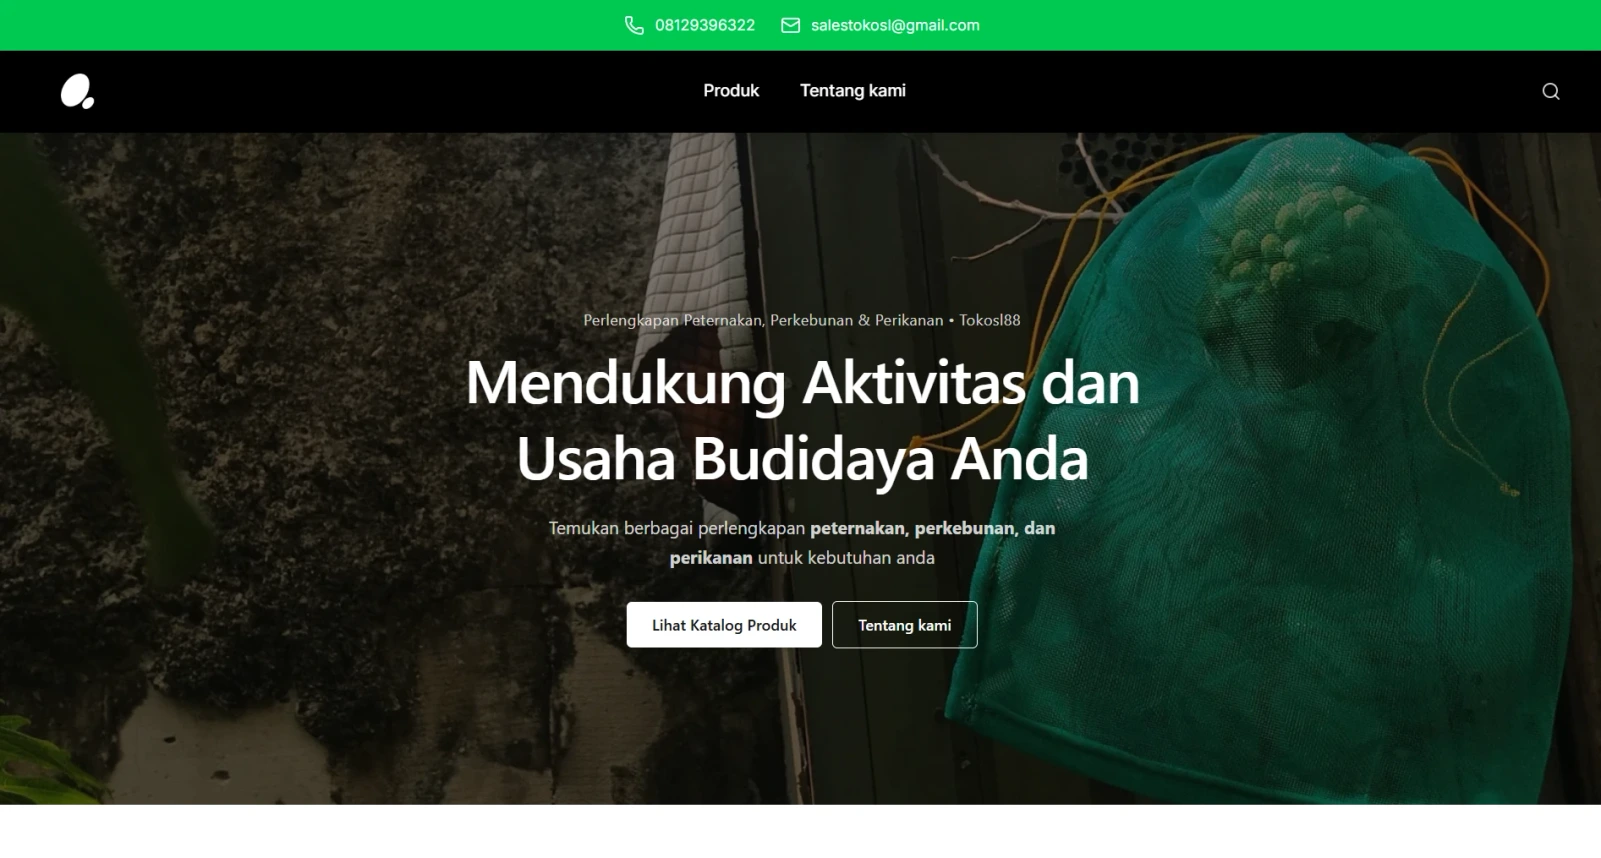 08129396322 salestokosl@gmail.com
Produk Tentang kami
Perlengkapan Peternakan, Perkebunan & Perikanan • Tokosl88
Mendukung Aktivitas dan
Usaha Budidaya Anda
Temukan berbagai perlengkapan peternakan, perkebunan, dan
perikanan untuk kebutuhan anda
Lihat Katalog Produk Tentang kami